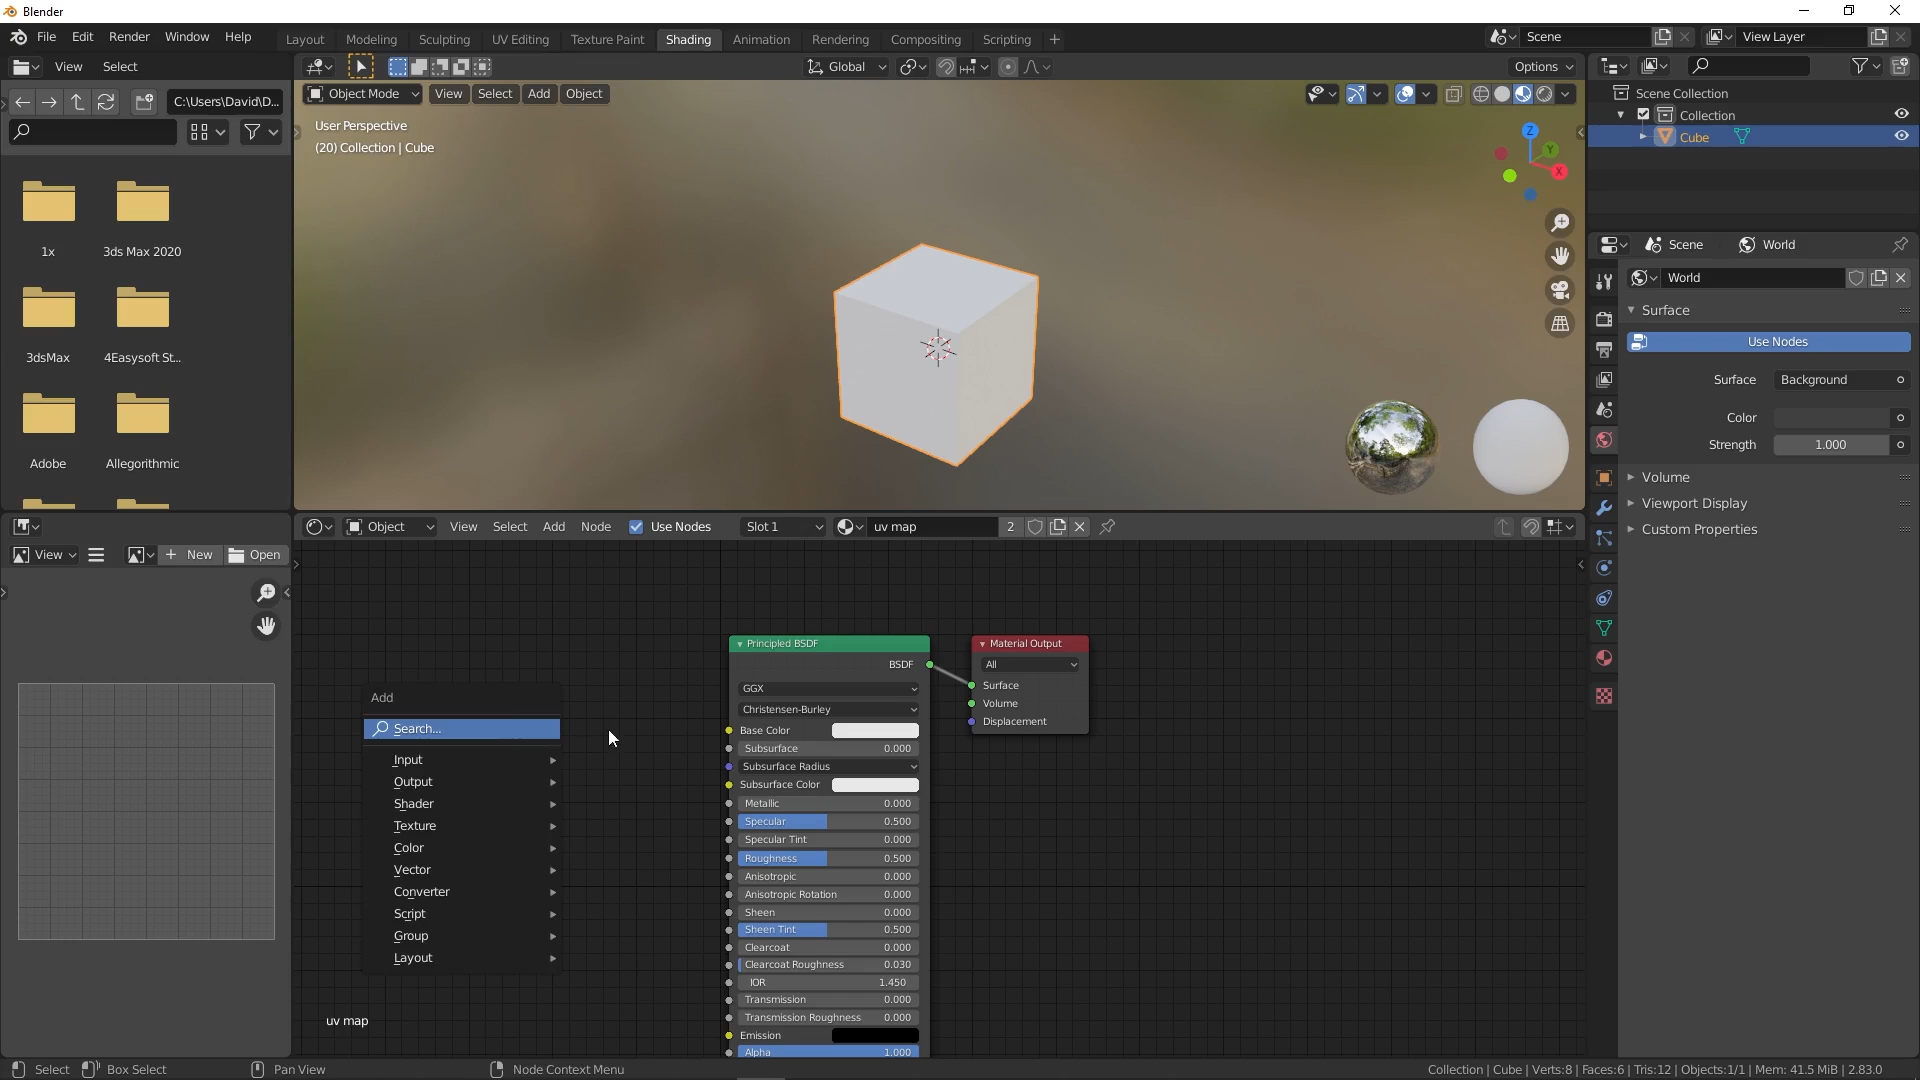 Blender
File Edit Render Window Help
Layout Modeling Sculpting UV Editing Texture Paint Shading Animation Rendering Compositing Scripting
Scene
View Layer
View Select
Global
Options
C:\Users\David\D...
Object Mode View Select Add Object
User Perspective
(20) Collection | Cube
Z
Y
X
Scene Collection
Collection
Cube
1x
3ds Max 2020
3dsMax
4Easysoft St...
Adobe
Allegorithmic
Scene World
World
Surface
Use Nodes
Surface Background
Color
Strength 1.000
Volume
Viewport Display
Custom Properties
View
New
Open
Object View Select Add Node Use Nodes Slot 1 uv map 2
Add
Search...
Input
Output
Shader
Texture
Color
Vector
Converter
Script
Group
Layout
uv map
Principled BSDF
BSDF
GGX
Christensen-Burley
Base Color
Subsurface 0.000
Subsurface Radius
Subsurface Color
Metallic 0.000
Specular 0.500
Specular Tint 0.000
Roughness 0.500
Anisotropic 0.000
Anisotropic Rotation 0.000
Sheen 0.000
Sheen Tint 0.500
Clearcoat 0.000
Clearcoat Roughness 0.030
IOR 1.450
Transmission 0.000
Transmission Roughness 0.000
Emission
Alpha 1.000
Material Output
All
Surface
Volume
Displacement
Select
Box Select
Pan View
Node Context Menu
Collection | Cube | Verts:8 | Faces:6 | Tris:12 | Objects:1/1 | Mem: 41.5 MiB | 2.83.0